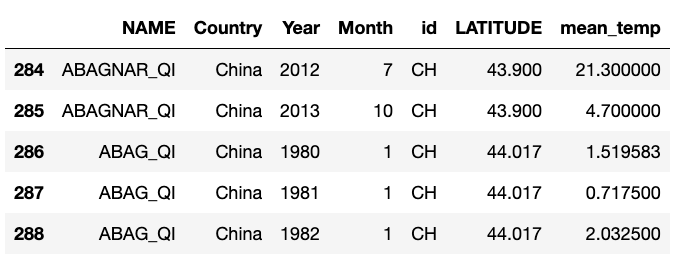 NAME Country Year Month id LATITUDE mean_temp
284 ABAGNAR_QI China 2012 7 CH 43.900 21.300000
285 ABAGNAR_QI China 2013 10 CH 43.900 4.700000
286 ABAG_QI China 1980 1 CH 44.017 1.519583
287 ABAG_QI China 1981 1 CH 44.017 0.717500
288 ABAG_QI China 1982 1 CH 44.017 2.032500